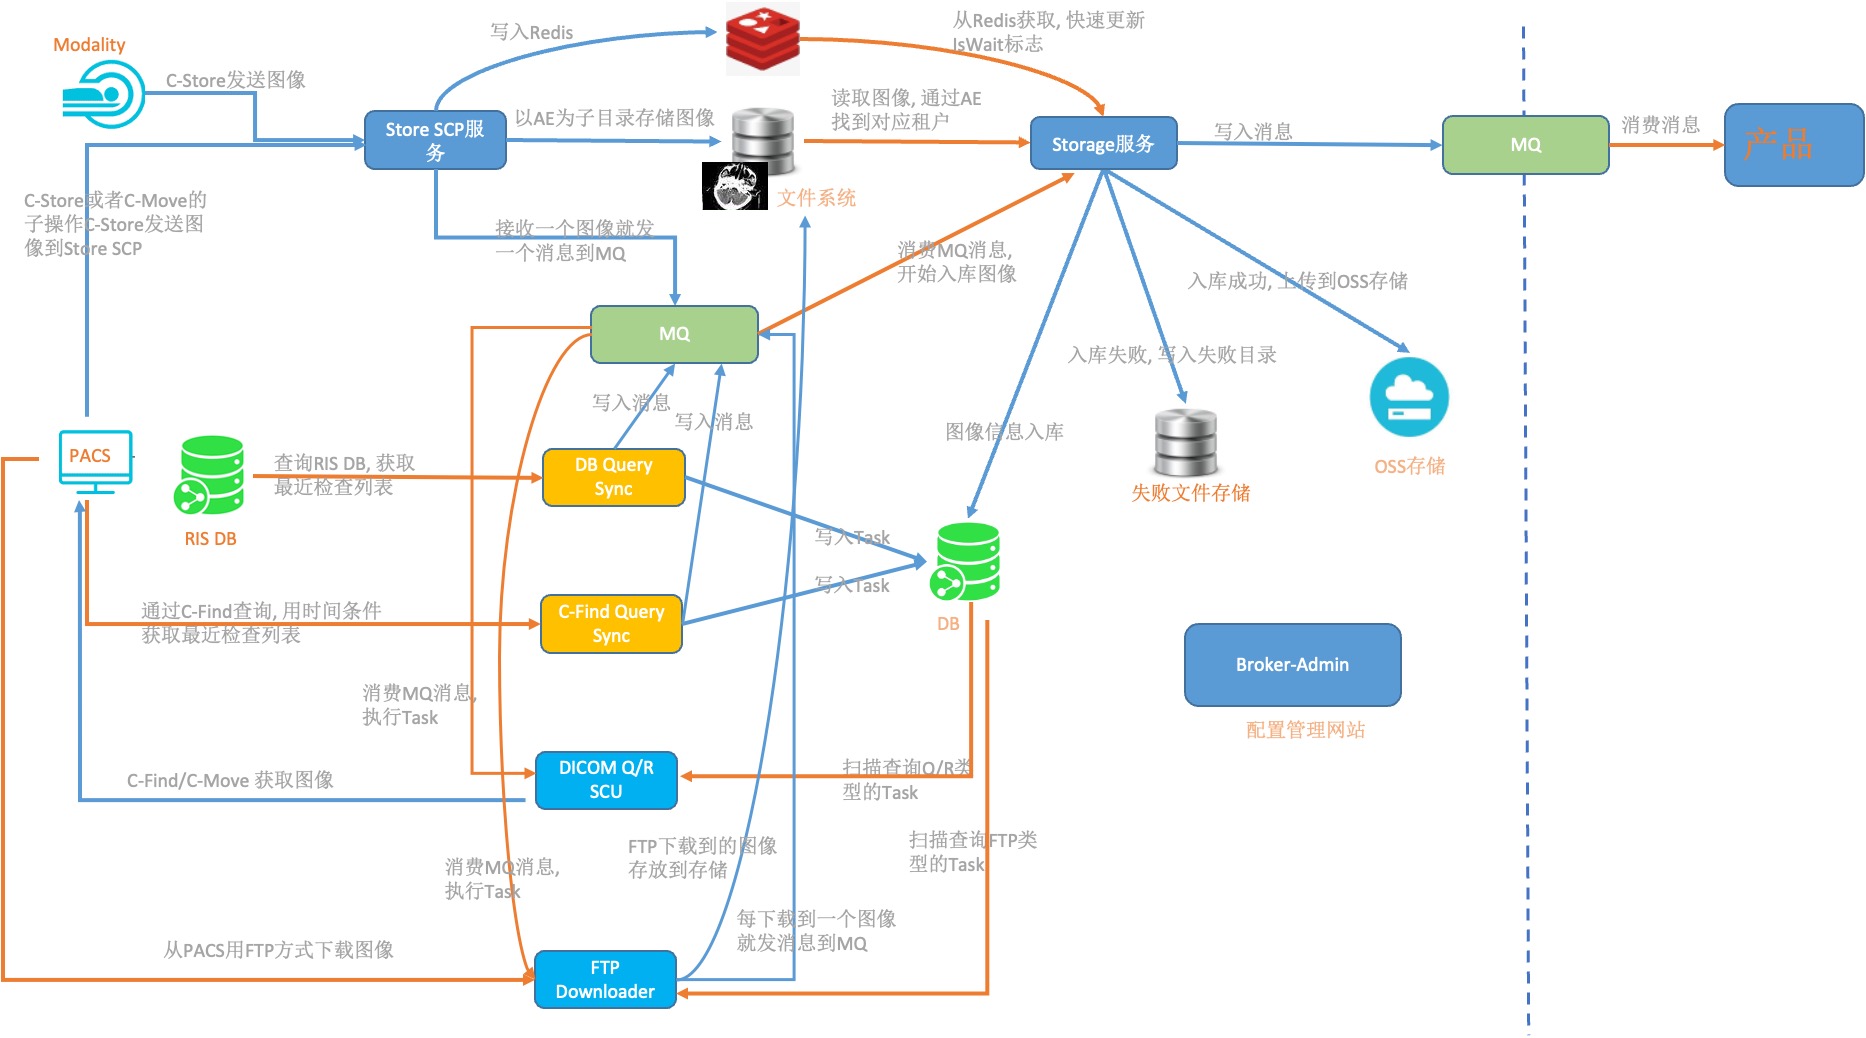 Modality
C-Store发送图像
写入Redis
从Redis获取, 快速更新
IsWait标志
Store SCP服
务
以AE为子目录存储图像
读取图像, 通过AE
找到对应租户
Storage服务
写入消息
MQ
消费消息
产品
文件系统
C-Store或者C-Move的
子操作C-Store发送图
像到Store SCP
接收一个图像就发
一个消息到MQ
消费MQ消息,
开始入库图像
入库成功, 上传到OSS存储
MQ
入库失败, 写入失败目录
写入消息
写入消息
图像信息入库
PACS
查询RIS DB, 获取
最近检查列表
DB Query
Sync
OSS存储
失败文件存储
RIS DB
写入Task
写入Task
通过C-Find查询, 用时间条件
获取最近检查列表
C-Find Query
Sync
DB
Broker-Admin
配置管理网站
消费MQ消息,
执行Task
C-Find/C-Move 获取图像
DICOM Q/R
SCU
扫描查询Q/R类
型的Task
FTP下载到的图像
存放到存储
扫描查询FTP类
型的Task
消费MQ消息,
执行Task
每下载到一个图像
就发消息到MQ
从PACS用FTP方式下载图像
FTP
Downloader